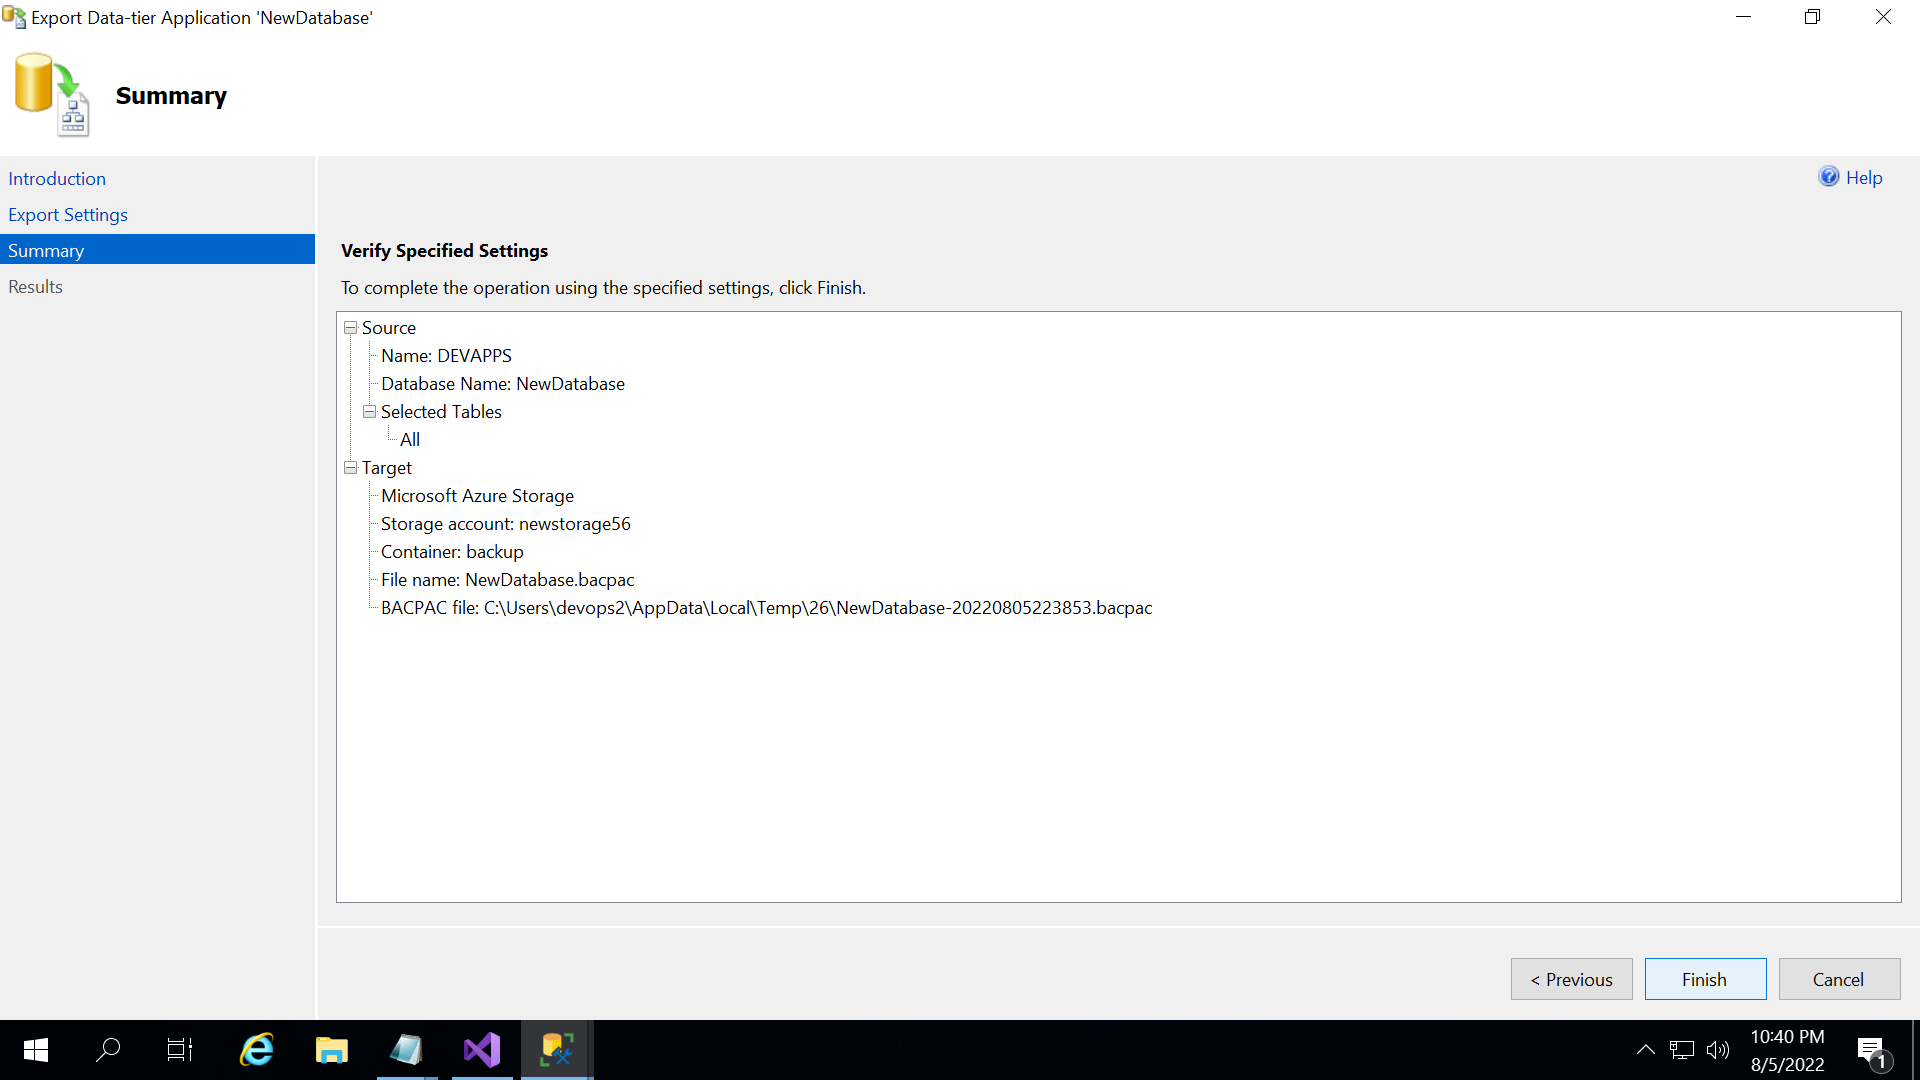 Export Data-tier Application 'NewDatabase'
Summary
Introduction
Export Settings
Summary
Results
Help
Verify Specified Settings
To complete the operation using the specified settings, click Finish.
Source
Name: DEVAPPS
Database Name: NewDatabase
Selected Tables
All
Target
Microsoft Azure Storage
Storage account: newstorage56
Container: backup
File name: NewDatabase.bacpac
BACPAC file: C:\Users\devops2\AppData\Local\Temp\26\NewDatabase-20220805223853.bacpac
< Previous
Finish
Cancel
10:40 PM
8/5/2022
1